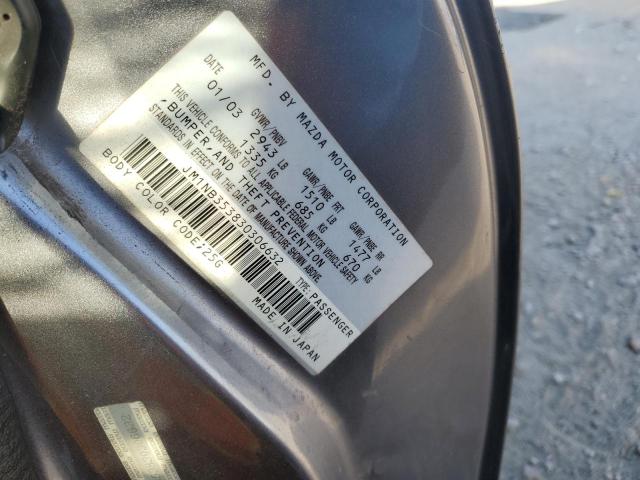 MFD. BY MAZDA MOTOR CORPORATION
DATE GVWR/PNBV GAWR/PNBE FRT GAWR/PNBE RR
01/03 2943 LB 1510 LB 1477 LB
1335 KG 685 KG 670 KG
THIS VEHICLE CONFORMS TO ALL APPLICABLE FEDERAL MOTOR VEHICLE SAFETY
,BUMPER,AND THEFT PREVENTION
STANDARDS IN EFFECT ON THE DATE OF MANUFACTURE SHOWN ABOVE.
JM1NB353830306632 TYPE:PASSENGER
BODY COLOR CODE/25G MADE IN JAPAN